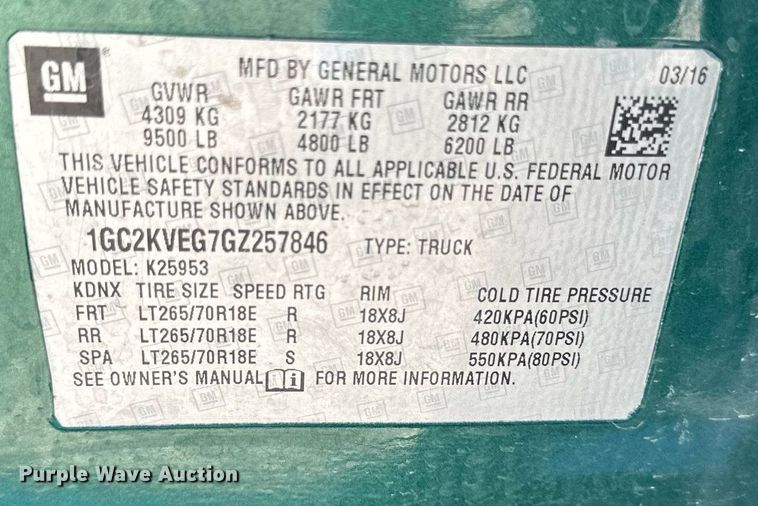 GM
MFD BY GENERAL MOTORS LLC 03/16
GVWR GAWR FRT GAWR RR
4309 KG 2177 KG 2812 KG
9500 LB 4800 LB 6200 LB
THIS VEHICLE CONFORMS TO ALL APPLICABLE U.S. FEDERAL MOTOR
VEHICLE SAFETY STANDARDS IN EFFECT ON THE DATE OF
MANUFACTURE SHOWN ABOVE.
1GC2KVEG7GZ257846 TYPE: TRUCK
MODEL: K25953
KDNX TIRE SIZE SPEED RTG RIM COLD TIRE PRESSURE
FRT LT265/70R18E R 18X8J 420KPA(60PSI)
RR LT265/70R18E R 18X8J 480KPA(70PSI)
SPA LT265/70R18E S 18X8J 550KPA(80PSI)
SEE OWNER'S MANUAL FOR MORE INFORMATION.
Purple Wave Auction